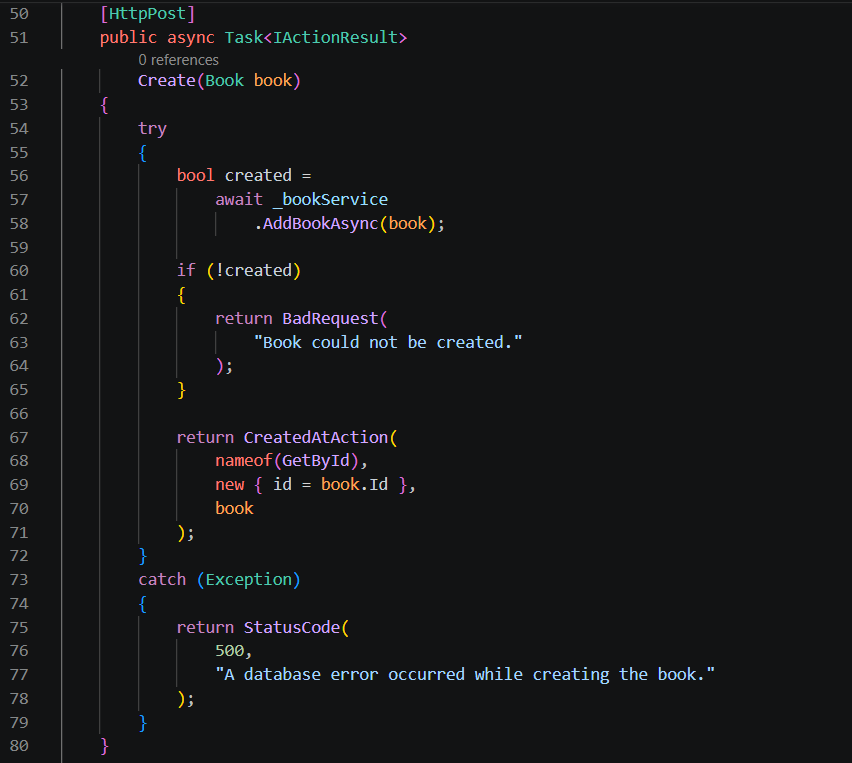 50 [HttpPost]
51 public async Task<IActionResult>
0 references
52 Create(Book book)
53 {
54 try
55 {
56 bool created =
57 await _bookService
58 .AddBookAsync(book);
59
60 if (!created)
61 {
62 return BadRequest(
63 "Book could not be created."
64 );
65 }
66
67 return CreatedAtAction(
68 nameof(GetById),
69 new { id = book.Id },
70 book
71 );
72 }
73 catch (Exception)
74 {
75 return StatusCode(
76 500,
77 "A database error occurred while creating the book."
78 );
79 }
80 }